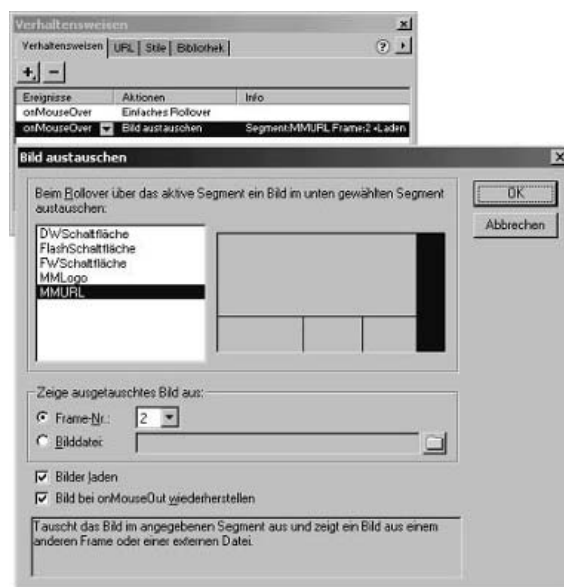 Verhaltensweisen
Verhaltensweisen URL Stile Bibliothek
Ereignisse Aktionen Info
onMouseOver Einfaches Rollover
onMouseOver Bild austauschen Segment:MMURL Frame:2 •Laden
Bild austauschen
Beim Rollover über das aktive Segment ein Bild im unten gewählten Segment
austauschen:
OK
Abbrechen
DWSchaltfläche
FlashSchaltfläche
FWSchaltfläche
MMLogo
MMURL
Zeige ausgetauschtes Bild aus:
Frame-Nr.: 2
Bilddatei:
Bilder laden
Bild bei onMouseOut wiederherstellen
Tauscht das Bild im angegebenen Segment aus und zeigt ein Bild aus einem
anderen Frame oder einer externen Datei.